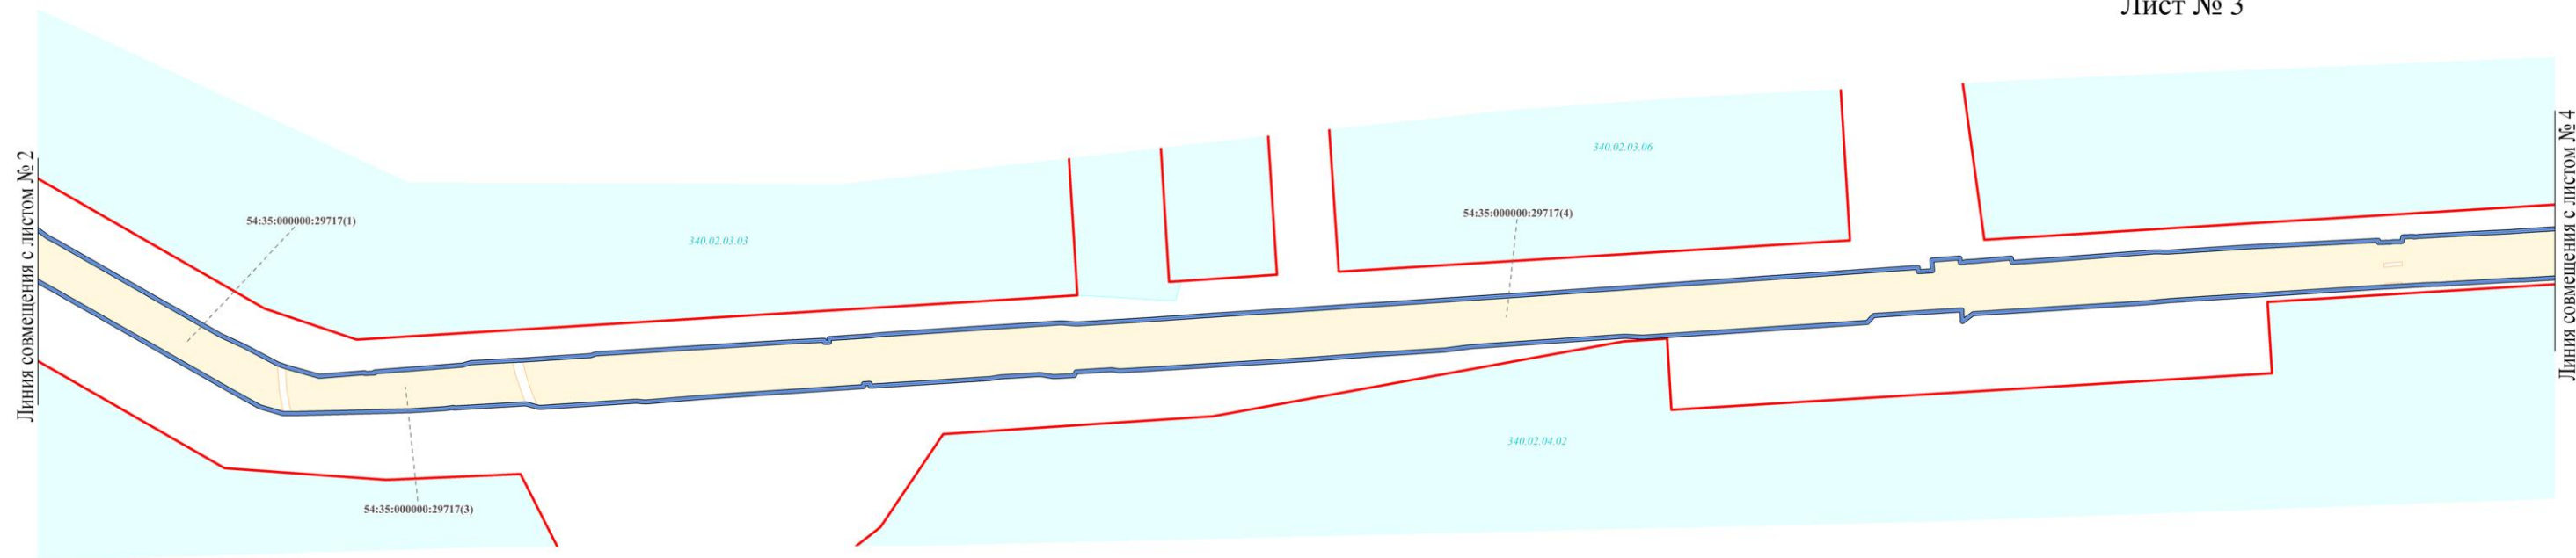 Лист № 3
Линия совмещения с листом № 2
54:35:000000:29717(1)
340.02.03.03
340.02.03.06
54:35:000000:29717(4)
340.02.04.02
54:35:000000:29717(3)
Линия совмещения с листом № 4